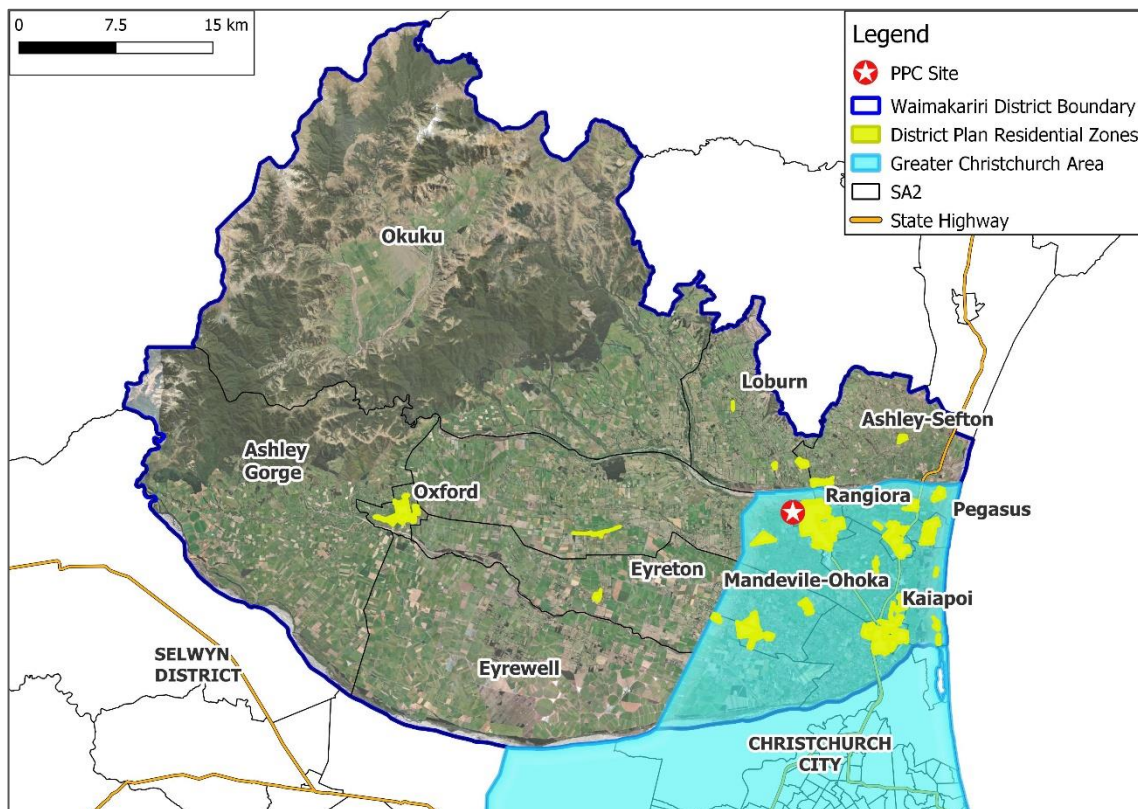 0 7.5 15 km
Legend
PPC Site
Waimakariri District Boundary
District Plan Residential Zones
Greater Christchurch Area
SA2
State Highway
Okuku
Loburn
Ashley-Sefton
Ashley
Gorge
Oxford
Rangiora
Pegasus
Eyreton
Mandevile-Ohoka
Kaiapoi
SELWYN
DISTRICT
Eyrewell
CHRISTCHURCH
CITY